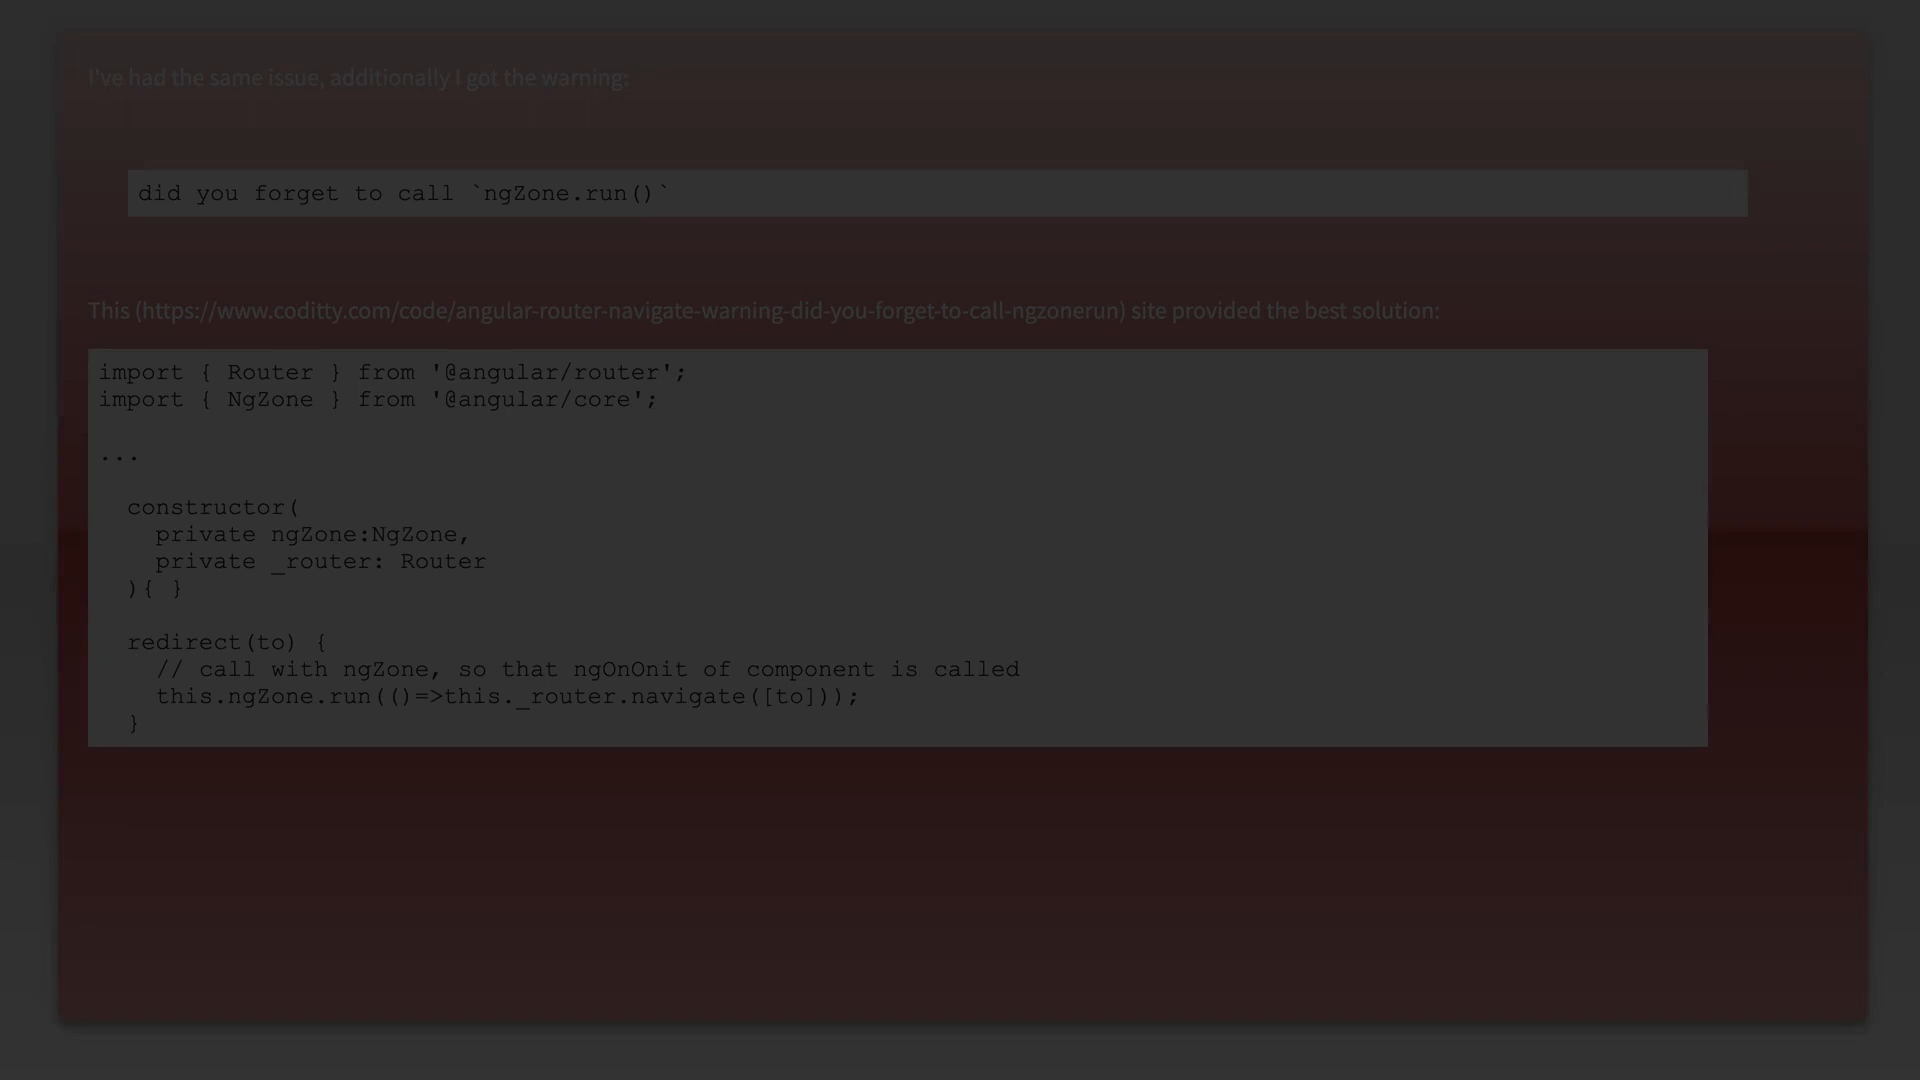 I've had the same issue, additionally I got the warning:
did you forget to call `ngZone.run()`
This (https://www.coditty.com/code/angular-router-navigate-warning-did-you-forget-to-call-ngzonerun) site provided the best solution:
import { Router } from '@angular/router';
import { NgZone } from '@angular/core';
...
constructor(
private ngZone:NgZone,
private _router: Router
){ }
redirect(to) {
// call with ngZone, so that ngOnOnit of component is called
this.ngZone.run(()=>this._router.navigate([to]));
}